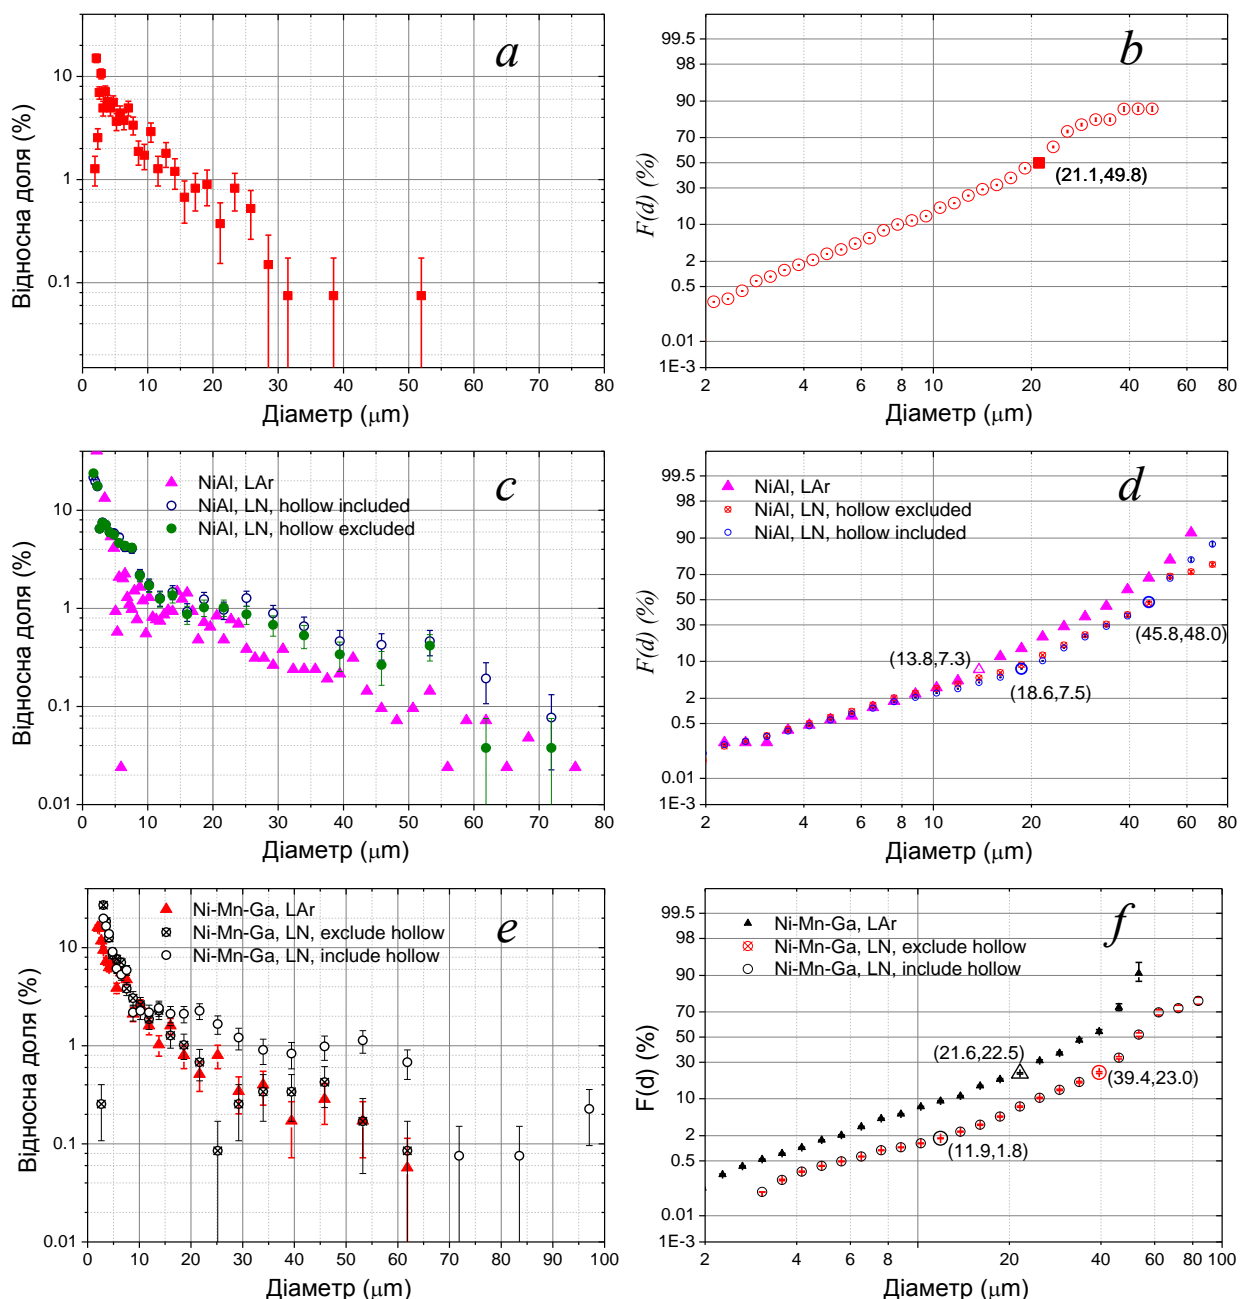 a
Відносна доля (%)
10
1
0.1
0 10 20 30 40 50 60 70 80
Діаметр (μm)
b
F(d) (%)
99.5
98
90
70
50
30
10
2
0.5
0.01
1E-3
(21.1,49.8)
2 4 6 8 10 20 40 60 80
Діаметр (μm)
c
NiAl, LAr
NiAl, LN, hollow included
NiAl, LN, hollow excluded
Відносна доля (%)
10
1
0.1
0.01
0 10 20 30 40 50 60 70 80
Діаметр (μm)
d
NiAl, LAr
NiAl, LN, hollow excluded
NiAl, LN, hollow included
F(d) (%)
99.5
98
90
70
50
30
10
2
0.5
0.01
1E-3
(45.8,48.0)
(13.8,7.3)
(18.6,7.5)
2 4 6 8 10 20 40 60 80
Діаметр (μm)
e
Ni-Mn-Ga, LAr
Ni-Mn-Ga, LN, exclude hollow
Ni-Mn-Ga, LN, include hollow
Відносна доля (%)
10
1
0.1
0.01
0 10 20 30 40 50 60 70 80 90 100
Діаметр (μm)
f
Ni-Mn-Ga, LAr
Ni-Mn-Ga, LN, exclude hollow
Ni-Mn-Ga, LN, include hollow
F(d) (%)
99.5
98
90
70
50
30
10
2
0.5
0.01
1E-3
(21.6,22.5)
(39.4,23.0)
(11.9,1.8)
2 4 6 8 20 40 60 80 100
Діаметр (μm)